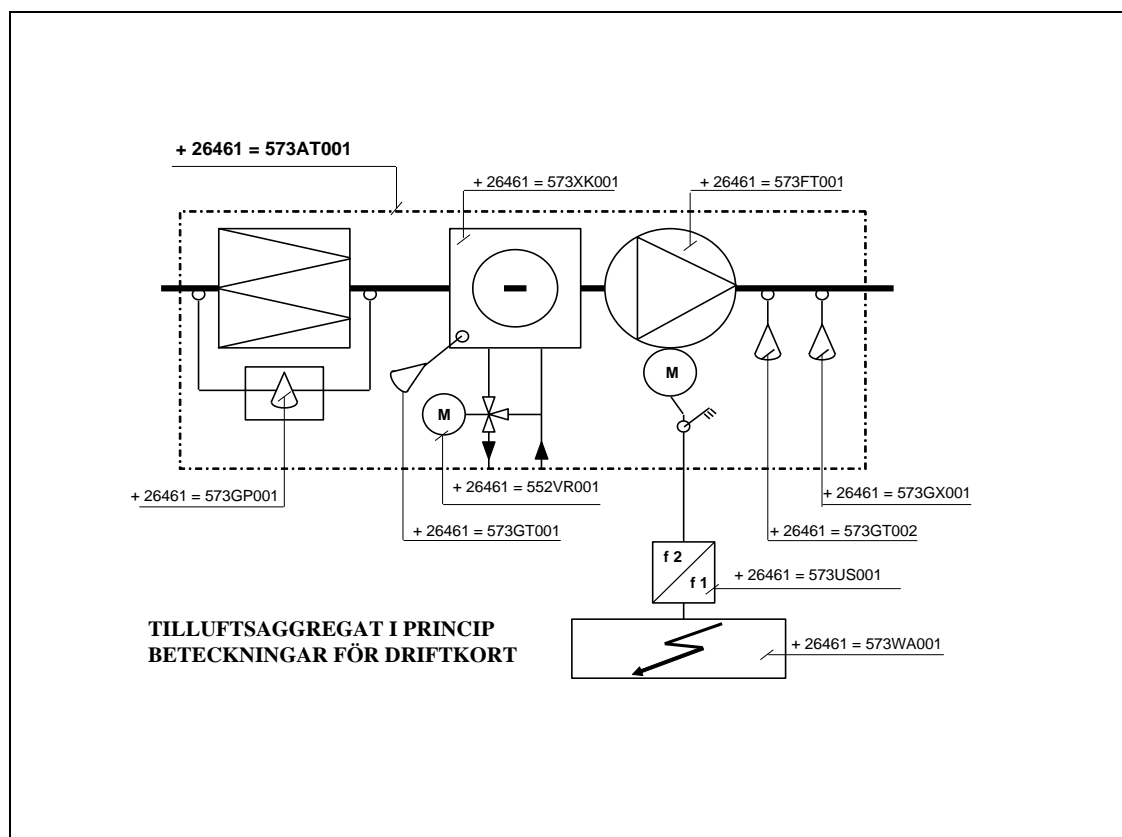 + 26461 = 573AT001
+ 26461 = 573XK001
+ 26461 = 573FT001
M
M
+ 26461 = 573GP001
+ 26461 = 552VR001
+ 26461 = 573GX001
+ 26461 = 573GT001
+ 26461 = 573GT002
f 2
f 1
+ 26461 = 573US001
TILLUFTSAGGREGAT I PRINCIP
BETECKNINGAR FÖR DRIFTKORT
+ 26461 = 573WA001